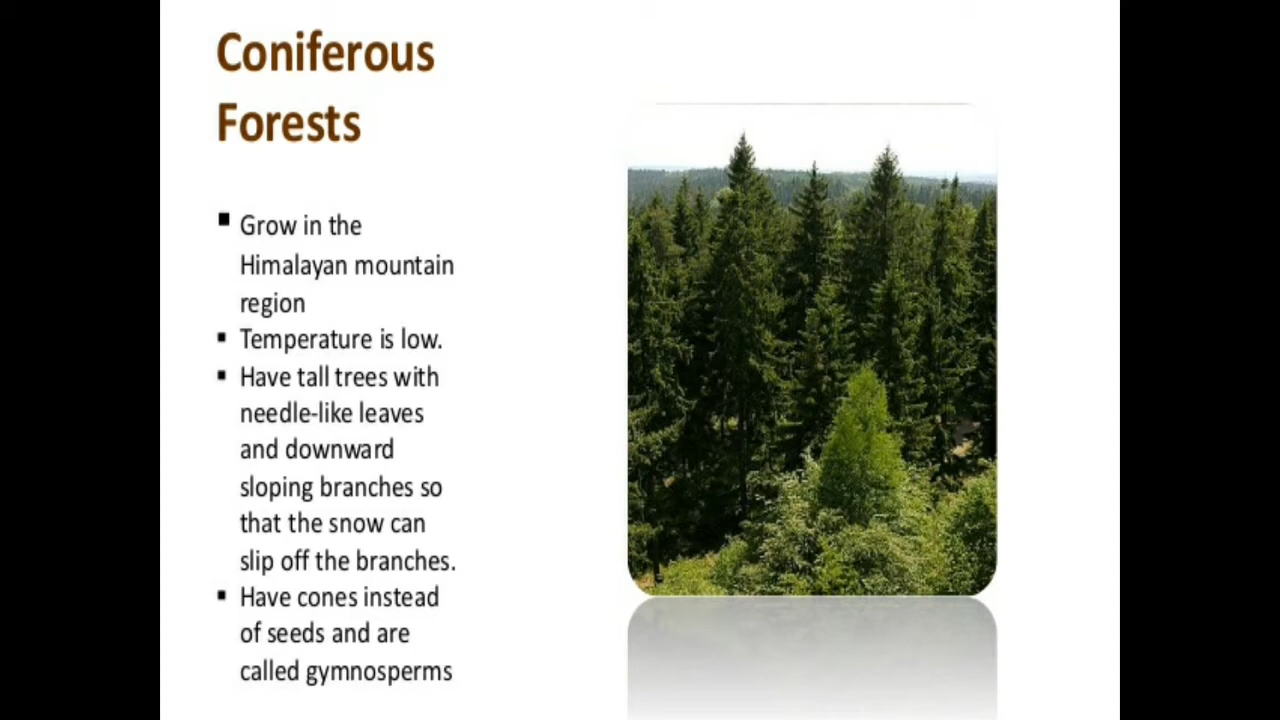 Coniferous
Forests
▪ Grow in the
Himalayan mountain
region
▪ Temperature is low.
▪ Have tall trees with
needle-like leaves
and downward
sloping branches so
that the snow can
slip off the branches.
▪ Have cones instead
of seeds and are
called gymnosperms